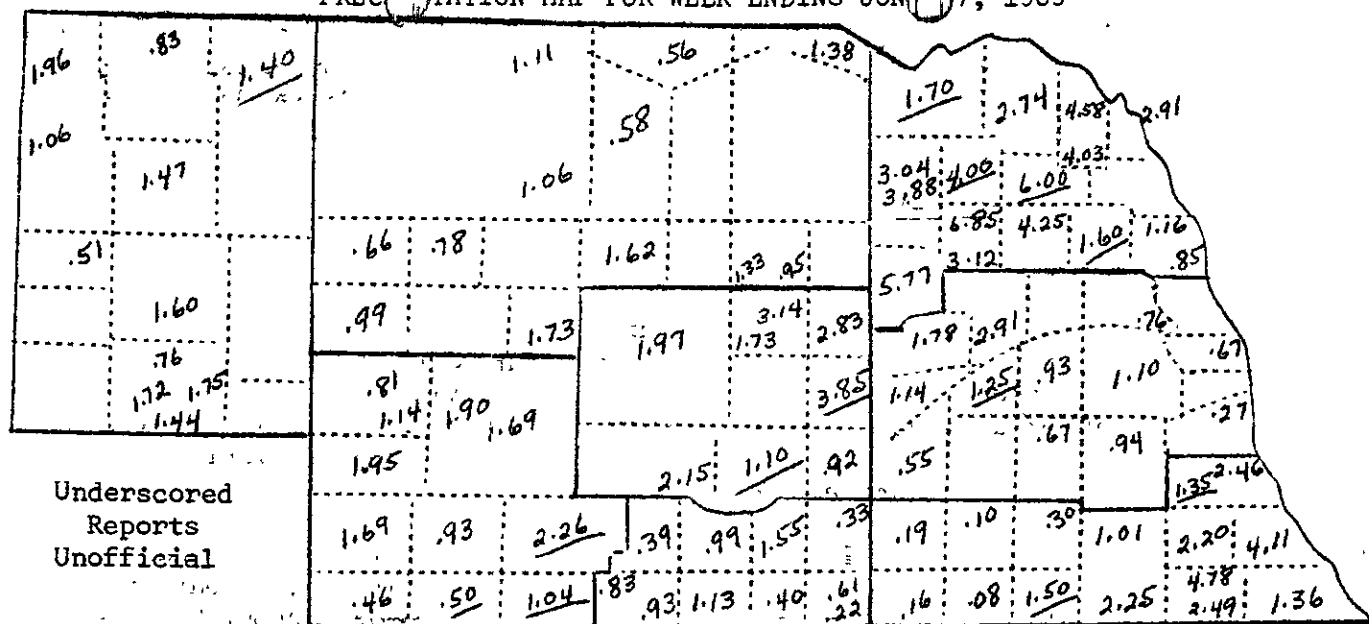 MAP FOR WEEK ENDING 1.96 .83 1.40 1.11 .56 1.38
1.70 2.74 4.58 2.91
1.06 1.47 1.06 .58 3.04 4.00 6.00 4.03
3.88
.51 .66 .78 1.62 1.33 .95 6.85 4.25 1.60 1.16
5.77 3.12 .85
1.60 .99 1.73 1.97 3.14 2.83 1.78 2.91 .76
1.73 .67
.76 .81 3.85 1.14 1.25 .93 1.10
1.72 1.75 1.14 1.90 1.69 .27
1.44 1.95 2.15 1.10 .92 .55 .67 .94
1.35 2.46
Underscored
Reports
Unofficial
1.69 .93 2.26 .39 .99 1.55 .33 .19 .10 .30 1.01 2.20 4.11
.46 .50 1.04 .83 .93 1.13 .40 .61 .16 .08 1.50 2.25 4.78 1.36
.22 2.49